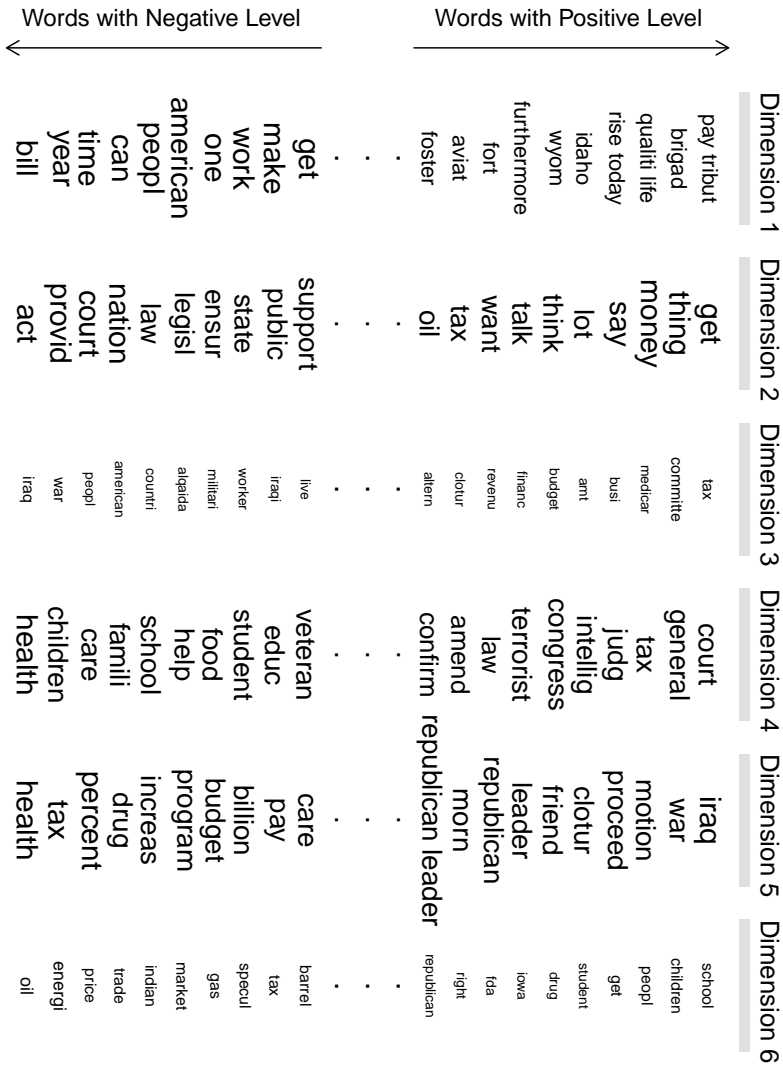 Words with Negative Level
Words with Positive Level
Dimension 1
pay tribut
brigad
qualiti life
rise today
idaho
wyom
furthermore
fort
aviat
foster
.
.
.
get
make
work
one
american
peopl
can
time
year
bill
Dimension 2
get
thing
money
say
lot
think
talk
want
tax
oil
.
.
.
support
public
state
ensur
legisl
law
nation
court
provid
act
Dimension 3
tax
committe
medicar
busi
amt
budget
financ
revenu
clotur
altern
.
.
.
live
iraqi
worker
militari
alqaida
countri
american
peopl
war
iraq
Dimension 4
court
general
tax
judg
intellig
congress
terrorist
law
amend
confirm
.
.
.
veteran
educ
student
food
help
school
famili
care
children
health
Dimension 5
iraq
war
motion
proceed
clotur
friend
leader
republican
morn
republican leader
.
.
.
care
pay
billion
budget
program
increas
drug
percent
tax
health
Dimension 6
school
children
peopl
get
student
drug
iowa
fda
right
republican
.
.
.
barrel
tax
specul
gas
market
indian
trade
price
energi
oil